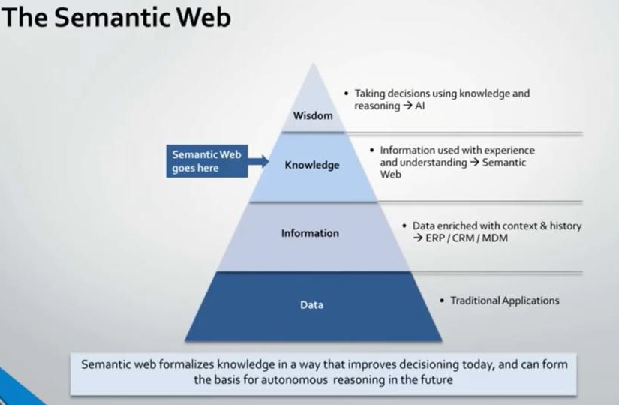 The Semantic Web
• Taking decisions using knowledge and
reasoning → AI
Wisdom
Semantic Web
goes here
Knowledge
• Information used with experience
and understanding → Semantic
Web
Information
• Data enriched with context & history
→ ERP / CRM / MDM
Data
• Traditional Applications
Semantic web formalizes knowledge in a way that improves decisioning today, and can form
the basis for autonomous reasoning in the future